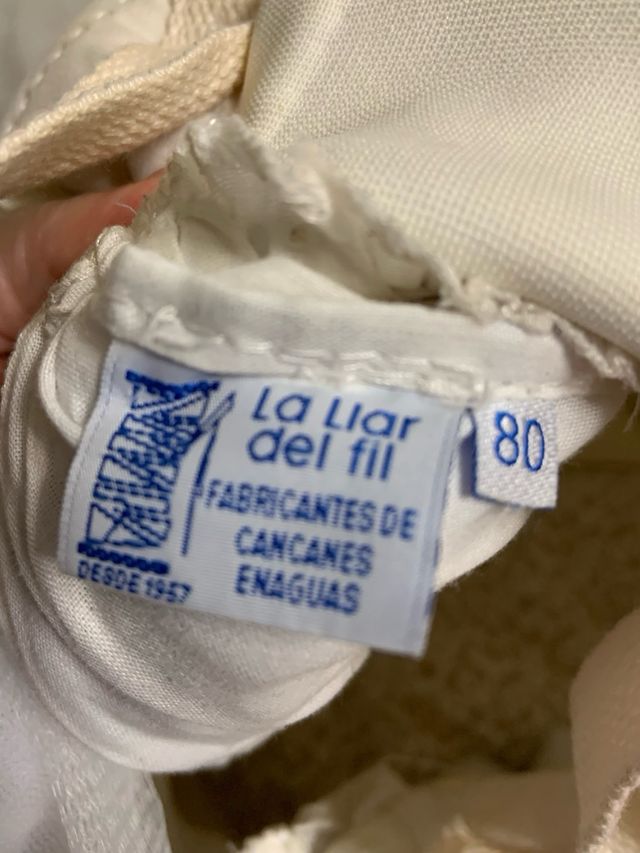 La Llar
del fil
FABRICANTES DE
CANCANES
ENAGUAS
DESDE 1957
80